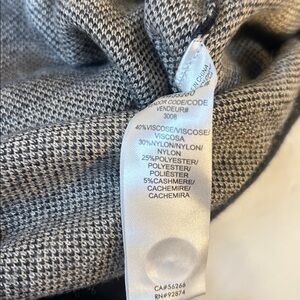 DOR CODE/CODE
VENDEUR#
3008
40%VISCOSE/VISCOSE/
VISCOSA
30%NYLON/NYLON/
NYLON
25%POLYESTER/
POLYESTER/
POLIÉSTER
5%CASHMERE/
CACHEMIRE/
CACHEMIRA
CA#56266
RN#92874